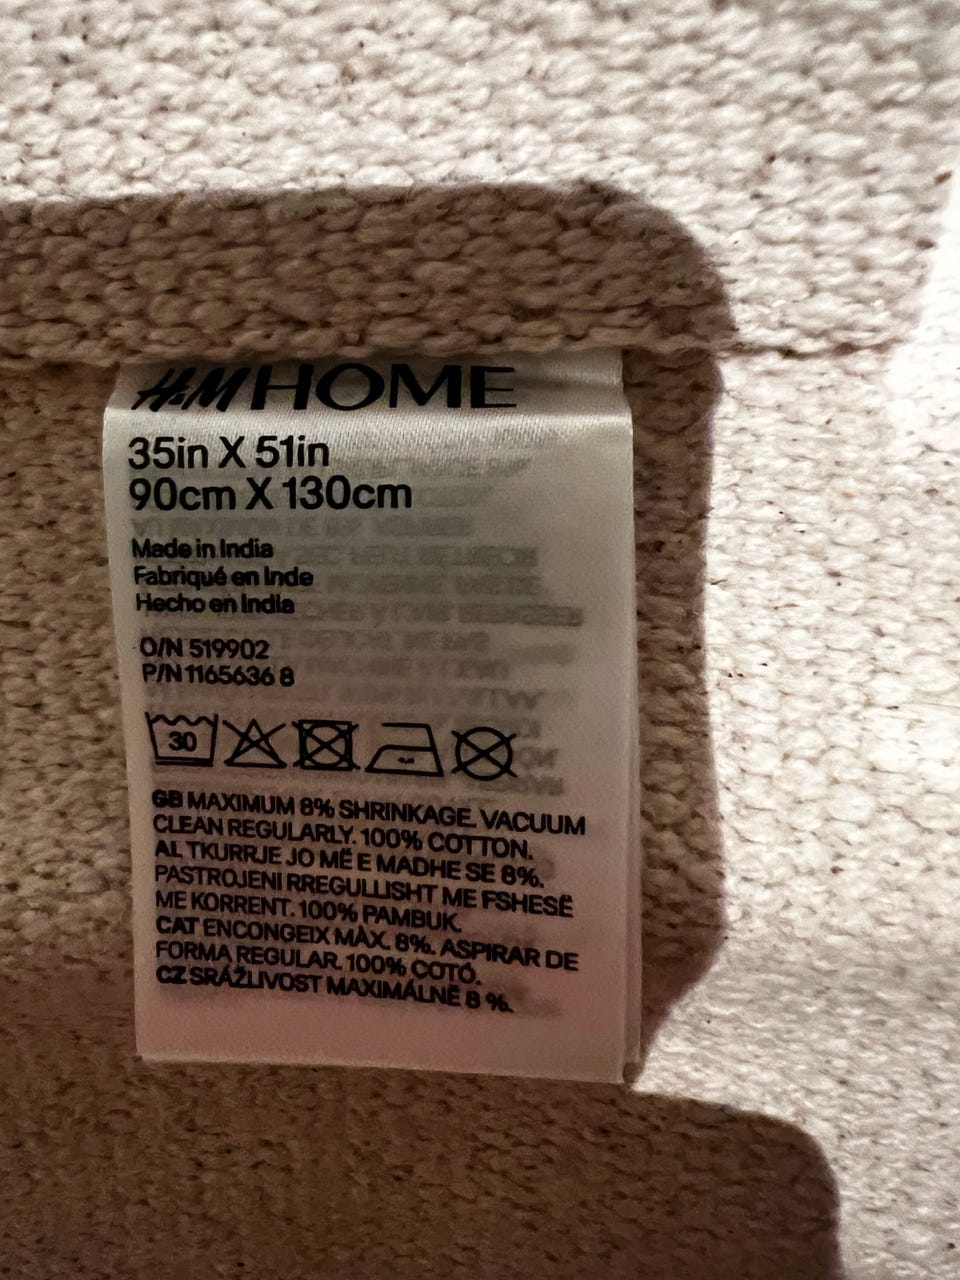 H&M HOME
35in X 51in
90cm X 130cm
Made in India
Fabriqué en Inde
Hecho en India
O/N 519902
P/N 1165636 8
30
GB MAXIMUM 8% SHRINKAGE. VACUUM
CLEAN REGULARLY. 100% COTTON.
AL TKURRJE JO MË E MADHE SE 8%.
PASTROJENI RREGULLISHT ME FSHESË
ME KORRENT. 100% PAMBUK.
CAT ENCONGEIX MÀX. 8%. ASPIRAR DE
FORMA REGULAR. 100% COTÓ.
CZ SRÁŽLIVOST MAXIMÁLNĚ 8 %.